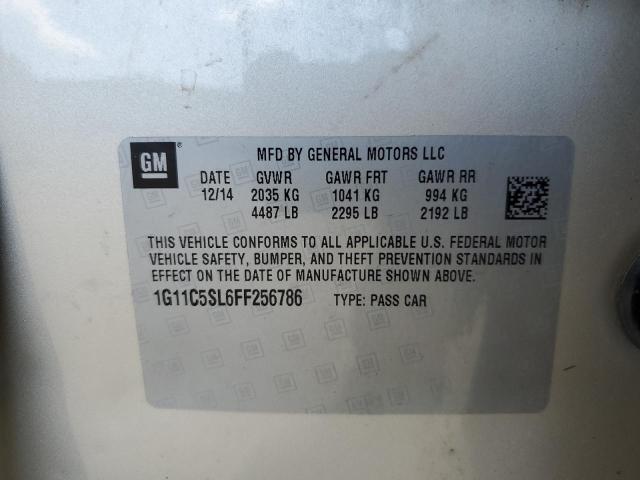 GM®
MFD BY GENERAL MOTORS LLC
DATE GVWR GAWR FRT GAWR RR
12/14 2035 KG 1041 KG 994 KG
4487 LB 2295 LB 2192 LB
THIS VEHICLE CONFORMS TO ALL APPLICABLE U.S. FEDERAL MOTOR
VEHICLE SAFETY, BUMPER, AND THEFT PREVENTION STANDARDS IN
EFFECT ON THE DATE OF MANUFACTURE SHOWN ABOVE.
1G11C5SL6FF256786 TYPE: PASS CAR